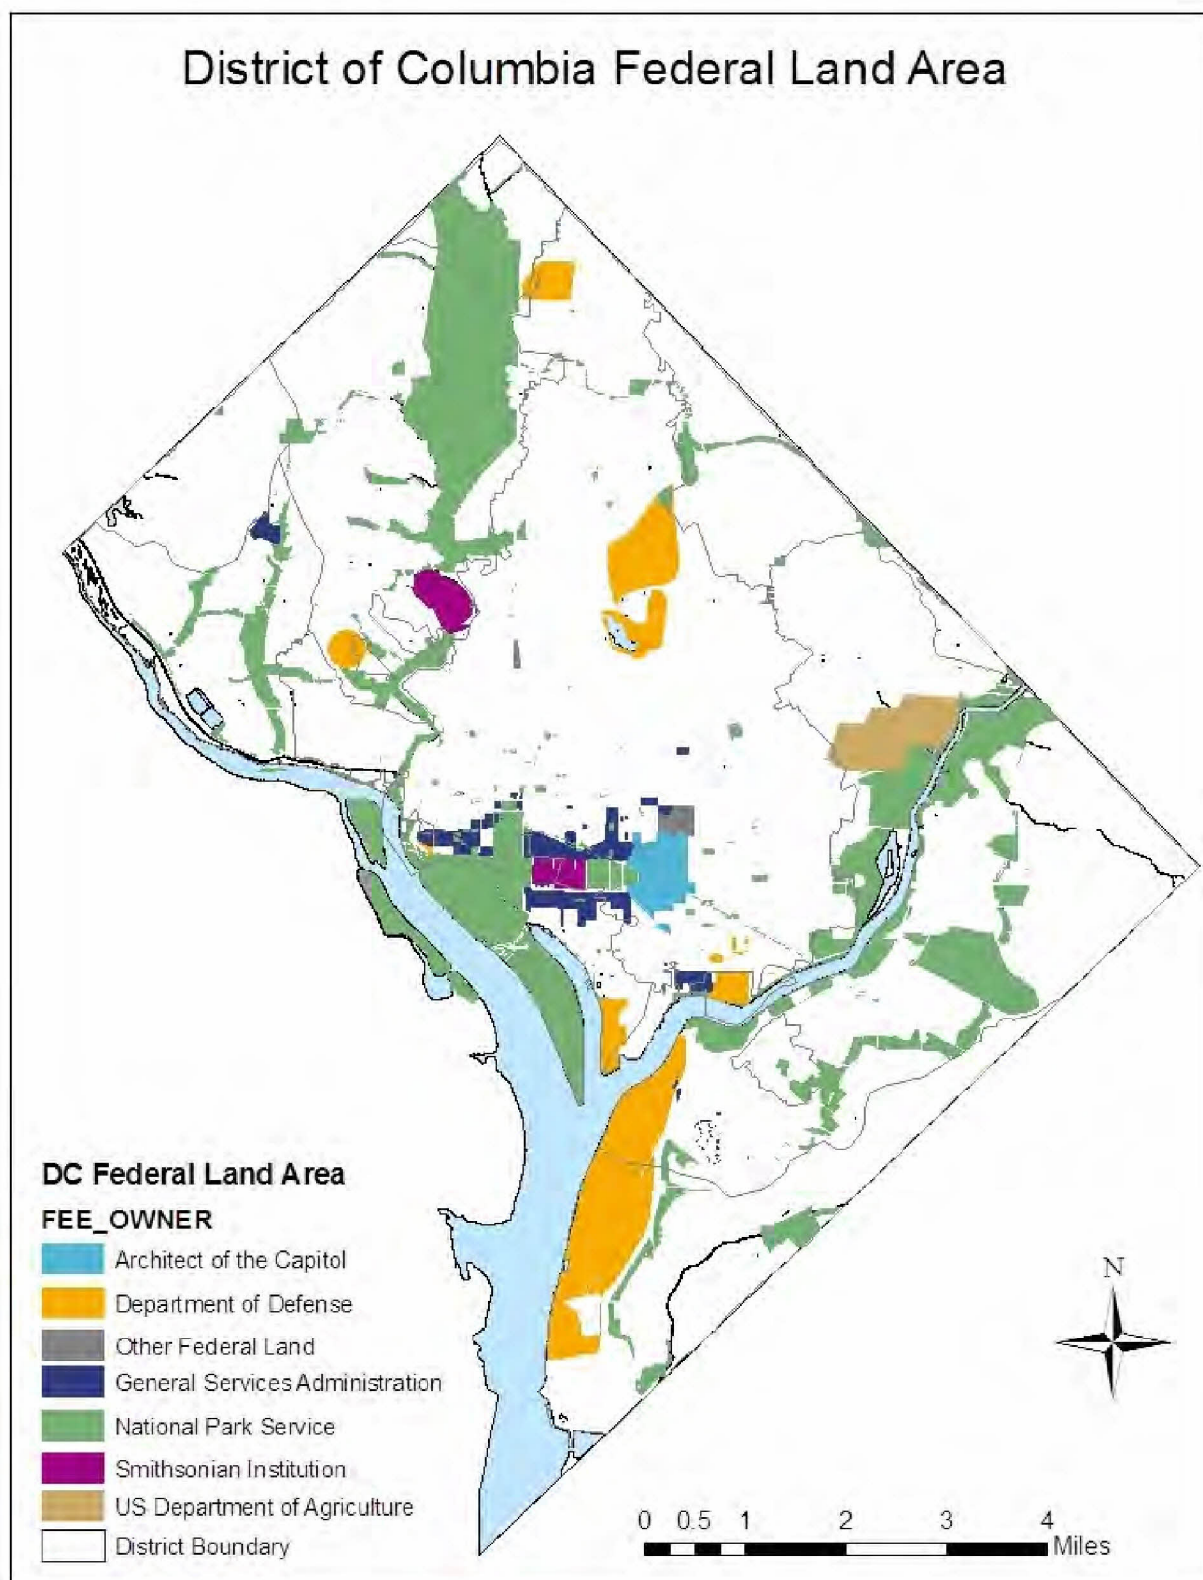 District of Columbia Federal Land Area
DC Federal Land Area
FEE_OWNER
Architect of the Capitol
Department of Defense
Other Federal Land
General Services Administration
National Park Service
Smithsonian Institution
US Department of Agriculture
District Boundary
N
0 0.5 1 2 3 4
Miles